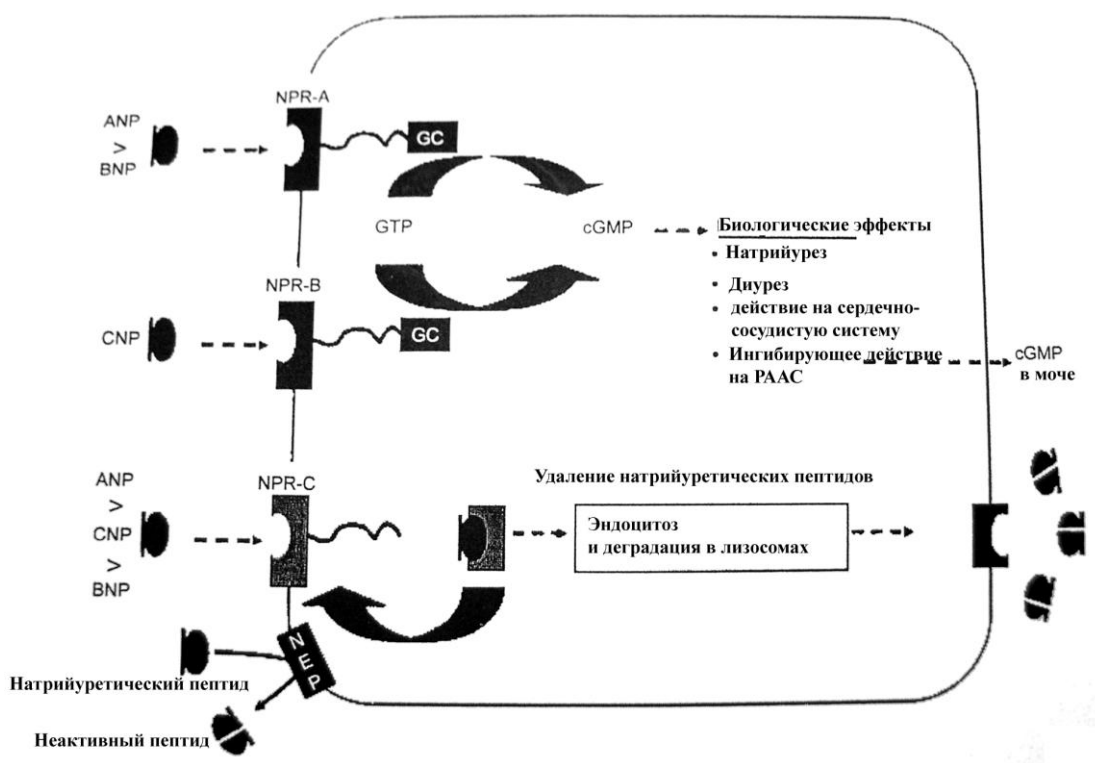 NPR-A
ANP
>
BNP
GC
GTP
cGMP
Биологические эффекты
• Натрийурез
• Диурез
• действие на сердечно-
сосудистую систему
• Ингибирующее действие
на РААС
cGMP
в моче
NPR-B
CNP
GC
ANP
>
CNP
>
BNP
NPR-C
Удаление натрийуретических пептидов
Эндоцитоз
и деградация в лизосомах
NEP
Натрийуретический пептид
Неактивный пептид